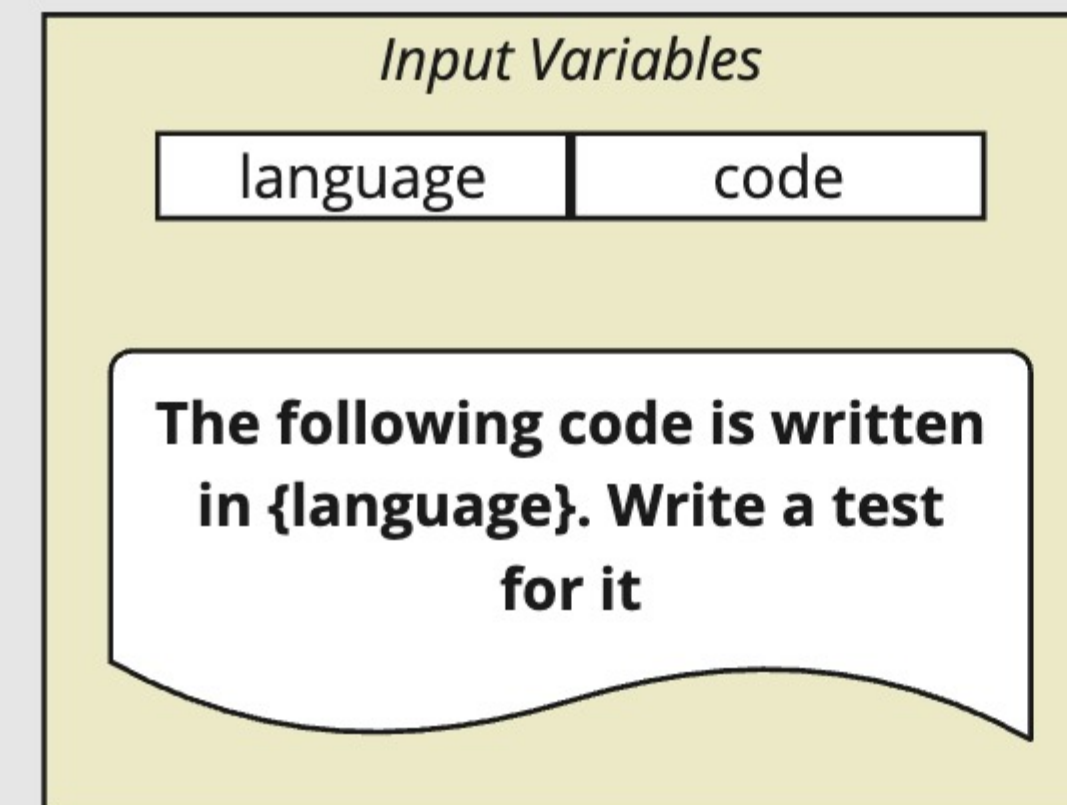 Input Variables
language
code
The following code is written
in {language}. Write a test
for it